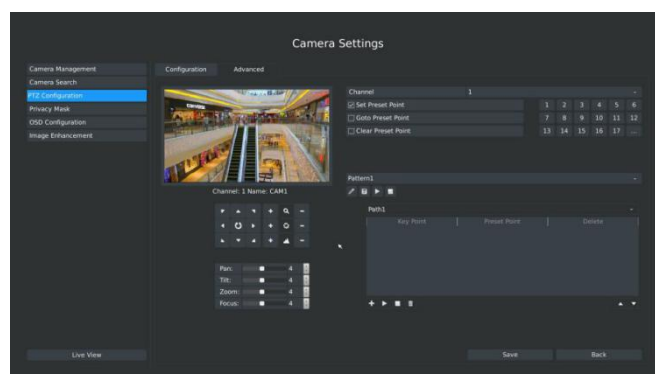 Camera Settings
Camera Management
Camera Search
PTZ Configuration
Privacy Mask
OSD Configuration
Image Enhancement
Configuration Advanced
Channel 1
Set Preset Point 1 2 3 4 5 6
Goto Preset Point 7 8 9 10 11 12
Clear Preset Point 13 14 15 16 17 ...
Channel: 1 Name: CAM1
Pattern1
Path1
Key Point Preset Point Delete
Pan: 4
Tilt: 4
Zoom: 4
Focus: 4
Live View Save Back